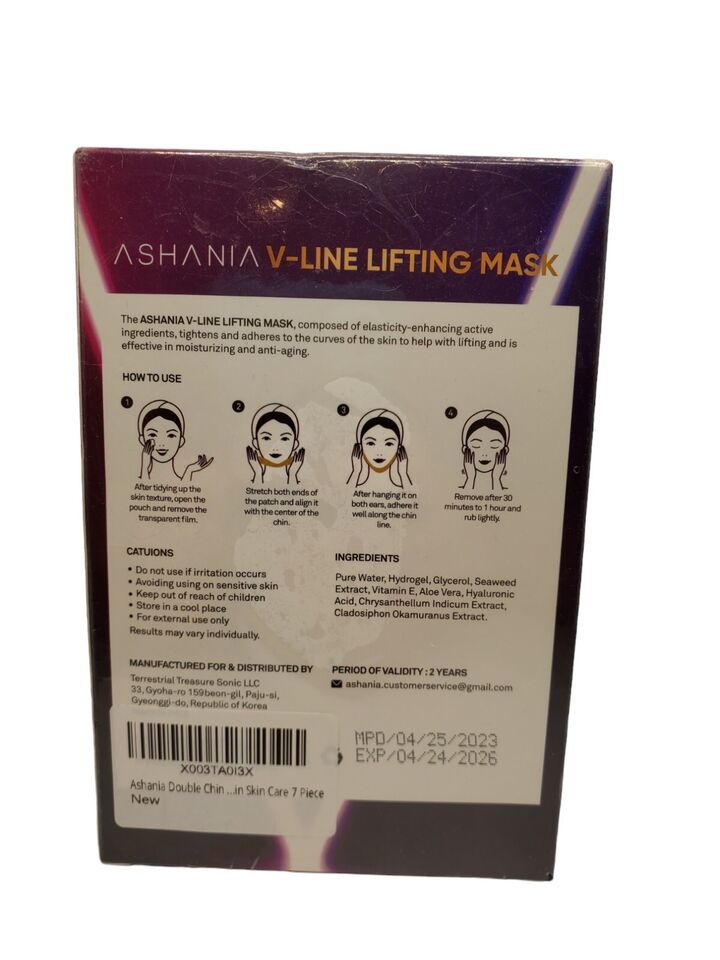 ASHANIA V-LINE LIFTING MASK
The ASHANIA V-LINE LIFTING MASK, composed of elasticity-enhancing active
ingredients, tightens and adheres to the curves of the skin to help with lifting and is
effective in moisturizing and anti-aging.
HOW TO USE
1
After tidying up the
skin texture, open the
pouch and remove the
transparent film.
2
Stretch both ends of
the patch and align it
with the center of the
chin.
3
After hanging it on
both ears, adhere it
well along the chin
line.
4
Remove after 30
minutes to 1 hour and
rub lightly.
CATUIONS
• Do not use if irritation occurs
• Avoiding using on sensitive skin
• Keep out of reach of children
• Store in a cool place
• For external use only
Results may vary individually.
INGREDIENTS
Pure Water, Hydrogel, Glycerol, Seaweed
Extract, Vitamin E, Aloe Vera, Hyaluronic
Acid, Chrysanthellum Indicum Extract,
Cladosiphon Okamuranus Extract.
MANUFACTURED FOR & DISTRIBUTED BY
Terrestrial Treasure Sonic LLC
33, Gyoha-ro 159beon-gil, Paju-si,
Gyeonggi-do, Republic of Korea
PERIOD OF VALIDITY : 2 YEARS
ashania.customerservice@gmail.com
MPD/04/25/2023
EXP/04/24/2026
X003TA0I3X
Ashania Double Chin ...in Skin Care 7 Piece
New